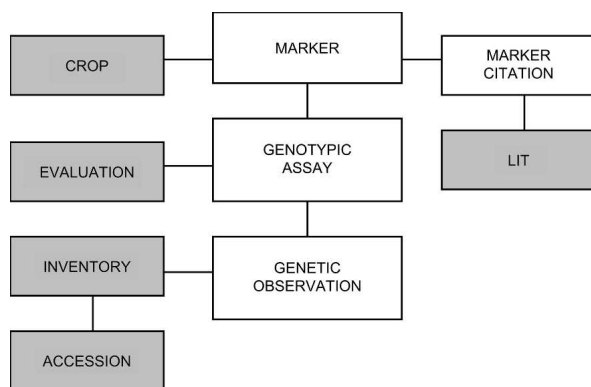 CROP
MARKER
MARKER
CITATION
EVALUATION
GENOTYPIC
ASSAY
LIT
INVENTORY
GENETIC
OBSERVATION
ACCESSION